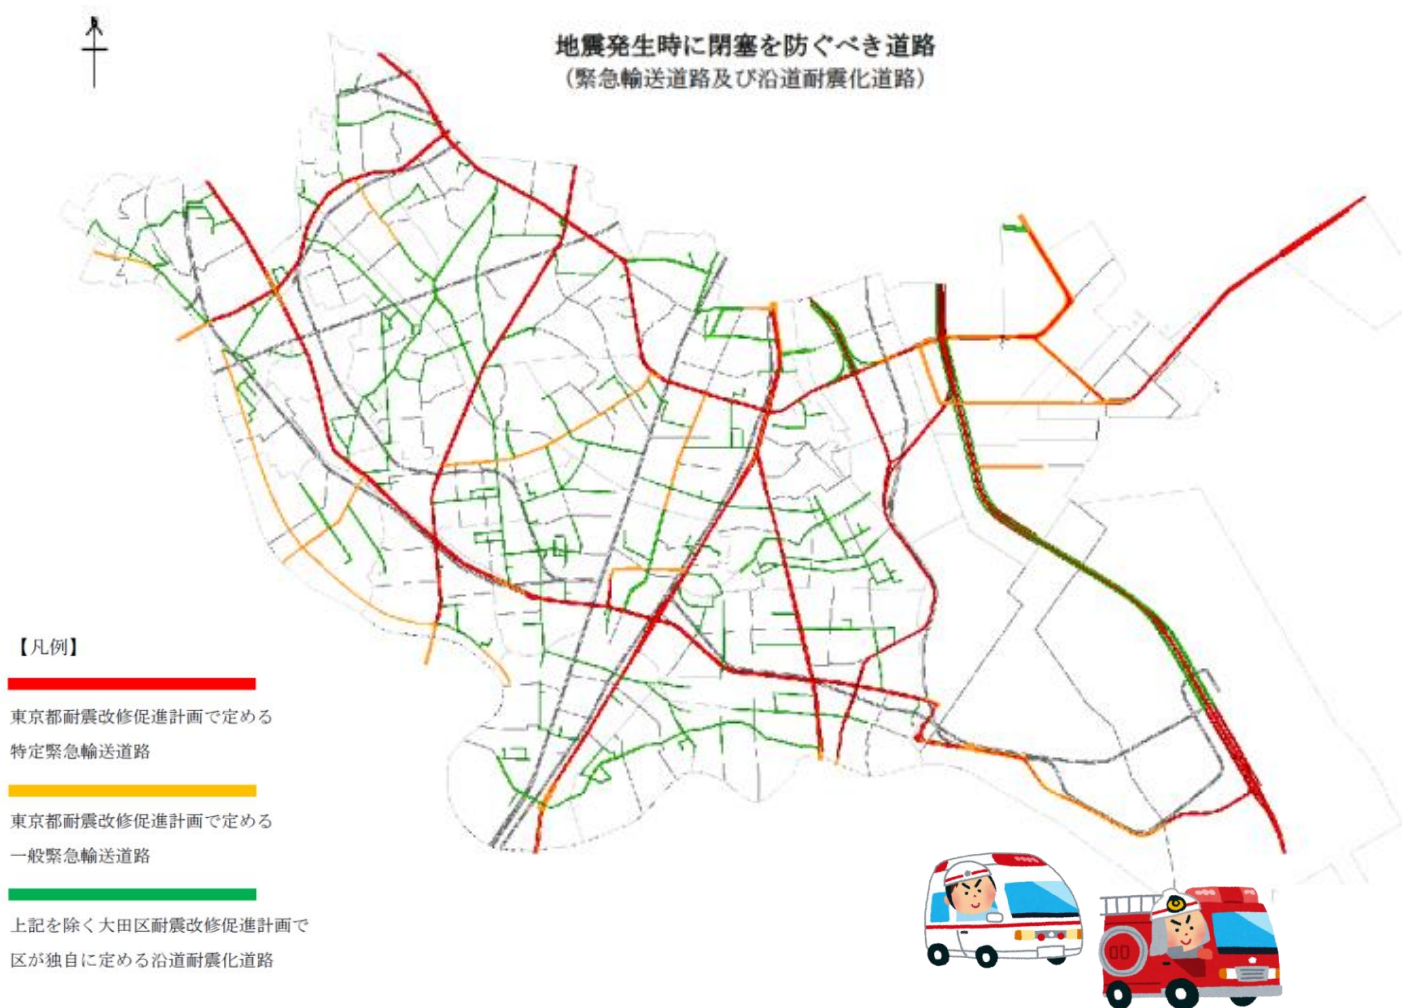 地震発生時に閉塞を防ぐべき道路
(緊急輸送道路及び沿道耐震化道路)
【凡例】
東京都耐震改修促進計画で定める
特定緊急輸送道路
東京都耐震改修促進計画で定める
一般緊急輸送道路
上記を除く大田区耐震改修促進計画で
区が独自に定める沿道耐震化道路